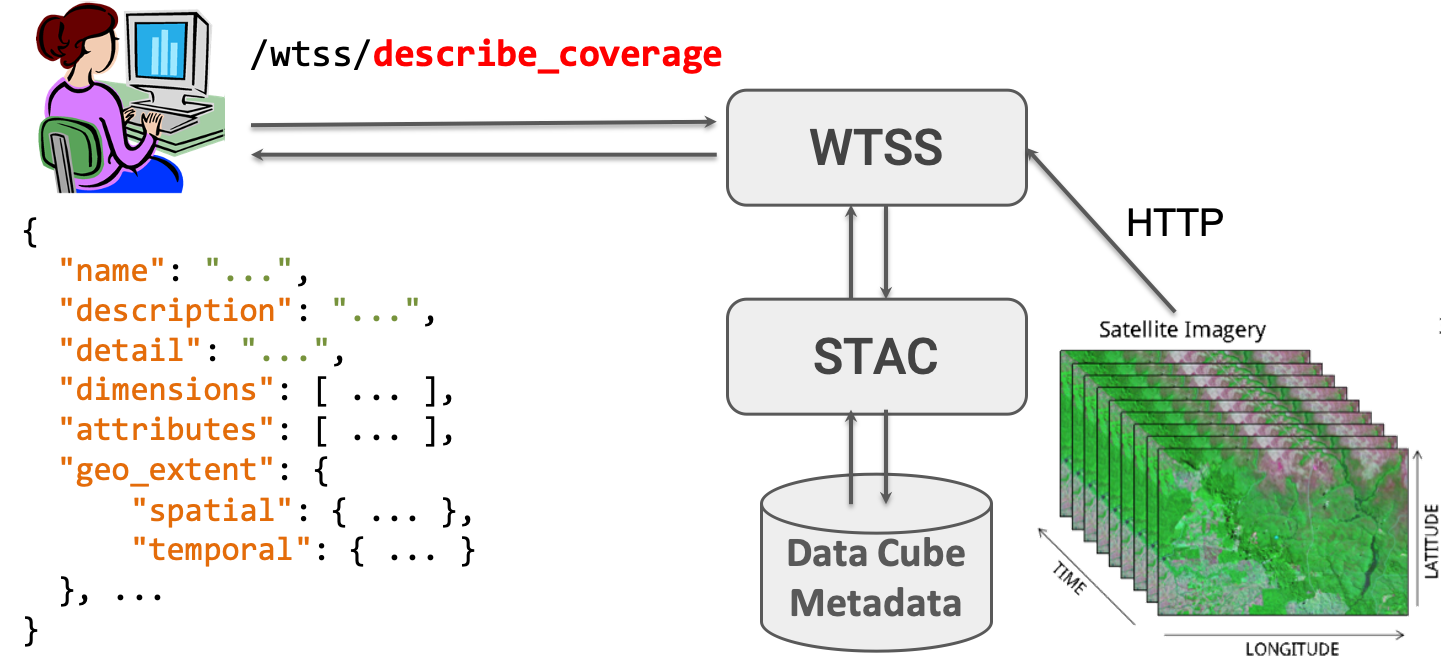 /wtss/describe_coverage
WTSS
HTTP
{
"name": "...",
"description": "...",
"detail": "...",
"dimensions": [ ... ],
"attributes": [ ... ],
"geo_extent": {
"spatial": { ... },
"temporal": { ... }
}, ...
}
STAC
Data Cube
Metadata
Satellite Imagery
TIME
LATITUDE
LONGITUDE